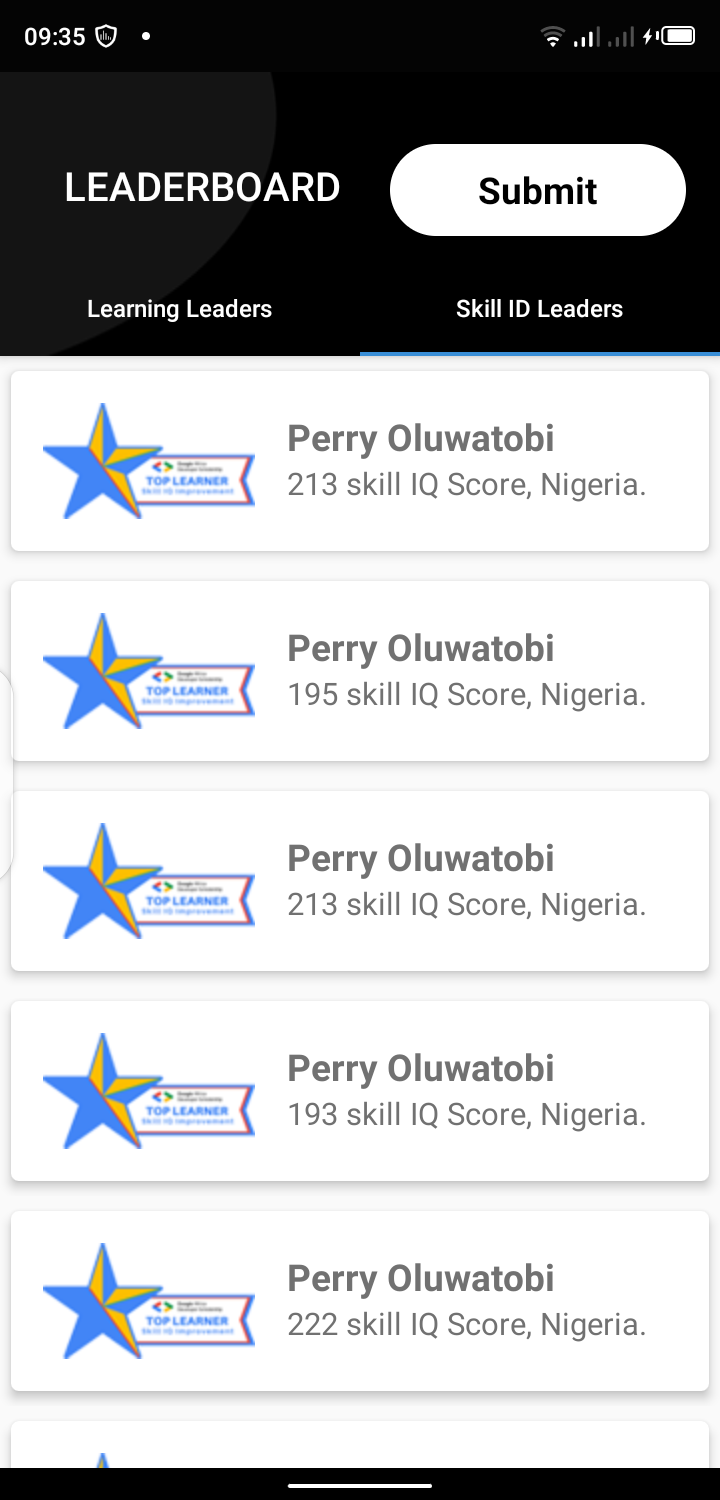 09:35
LEADERBOARD
Submit
Learning Leaders
Skill ID Leaders
TOP LEARNER
Skill IQ Improvement
Perry Oluwatobi
213 skill IQ Score, Nigeria.
TOP LEARNER
Skill IQ Improvement
Perry Oluwatobi
195 skill IQ Score, Nigeria.
TOP LEARNER
Skill IQ Improvement
Perry Oluwatobi
213 skill IQ Score, Nigeria.
TOP LEARNER
Skill IQ Improvement
Perry Oluwatobi
193 skill IQ Score, Nigeria.
TOP LEARNER
Skill IQ Improvement
Perry Oluwatobi
222 skill IQ Score, Nigeria.